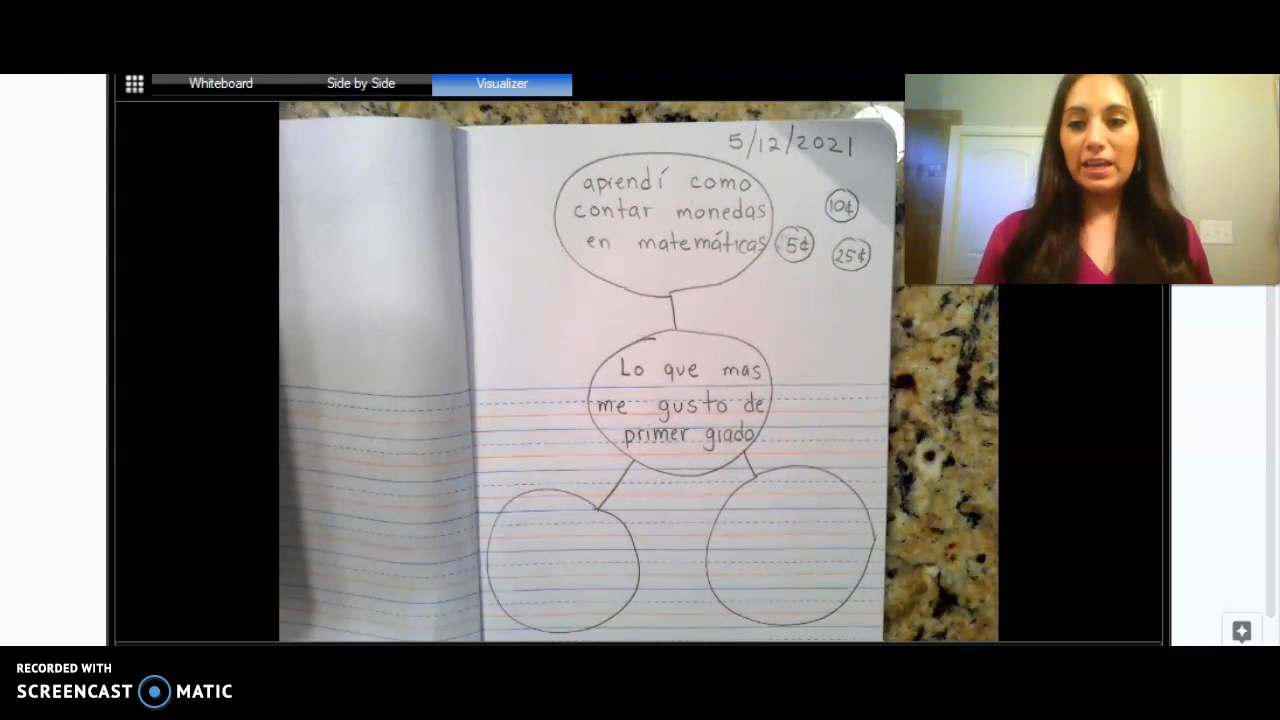 Whiteboard
Side by Side
Visualizer
5/12/2021
aprendí como
contar monedas
en matemáticas
10¢
5¢
25¢
Lo que mas
me gusto de
primer grado
RECORDED WITH
SCREENCAST MATIC